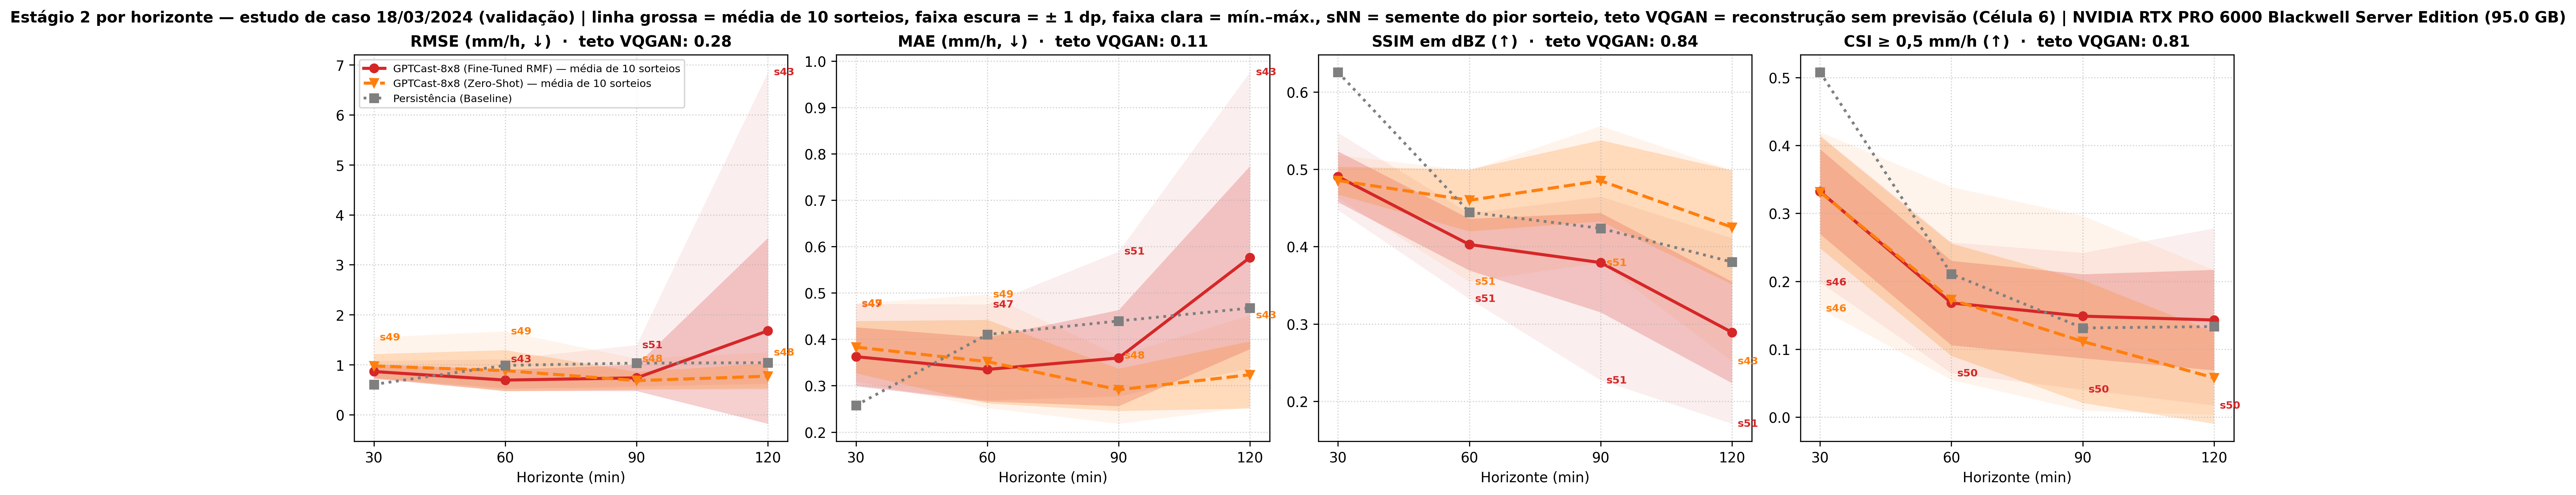 Estágio 2 por horizonte — estudo de caso 18/03/2024 (validação) | linha grossa = média de 10 sorteios, faixa escura = ± 1 dp, faixa clara = mín.–máx., sNN = semente do pior sorteio, teto VQGAN = reconstrução sem previsão (Célula 6) | NVIDIA RTX PRO 6000 Blackwell Server Edition (95.0 GB)
RMSE (mm/h, ↓) · teto VQGAN: 0.28
GPTCast-8x8 (Fine-Tuned RMF) — média de 10 sorteios
GPTCast-8x8 (Zero-Shot) — média de 10 sorteios
Persistência (Baseline)
7
6
5
4
3
2
1
0
s43
s49
s49
s43
s51
s48
s48
30
60
90
120
Horizonte (min)
MAE (mm/h, ↓) · teto VQGAN: 0.11
1.0
0.9
0.8
0.7
0.6
0.5
0.4
0.3
0.2
s43
s51
s49
s47
s48
s43
30
60
90
120
Horizonte (min)
SSIM em dBZ (↑) · teto VQGAN: 0.84
0.6
0.5
0.4
0.3
0.2
s51
s51
s51
s51
s43
s51
30
60
90
120
Horizonte (min)
CSI ≥ 0,5 mm/h (↑) · teto VQGAN: 0.81
0.5
0.4
0.3
0.2
0.1
0.0
s46
s46
s50
s50
s50
30
60
90
120
Horizonte (min)